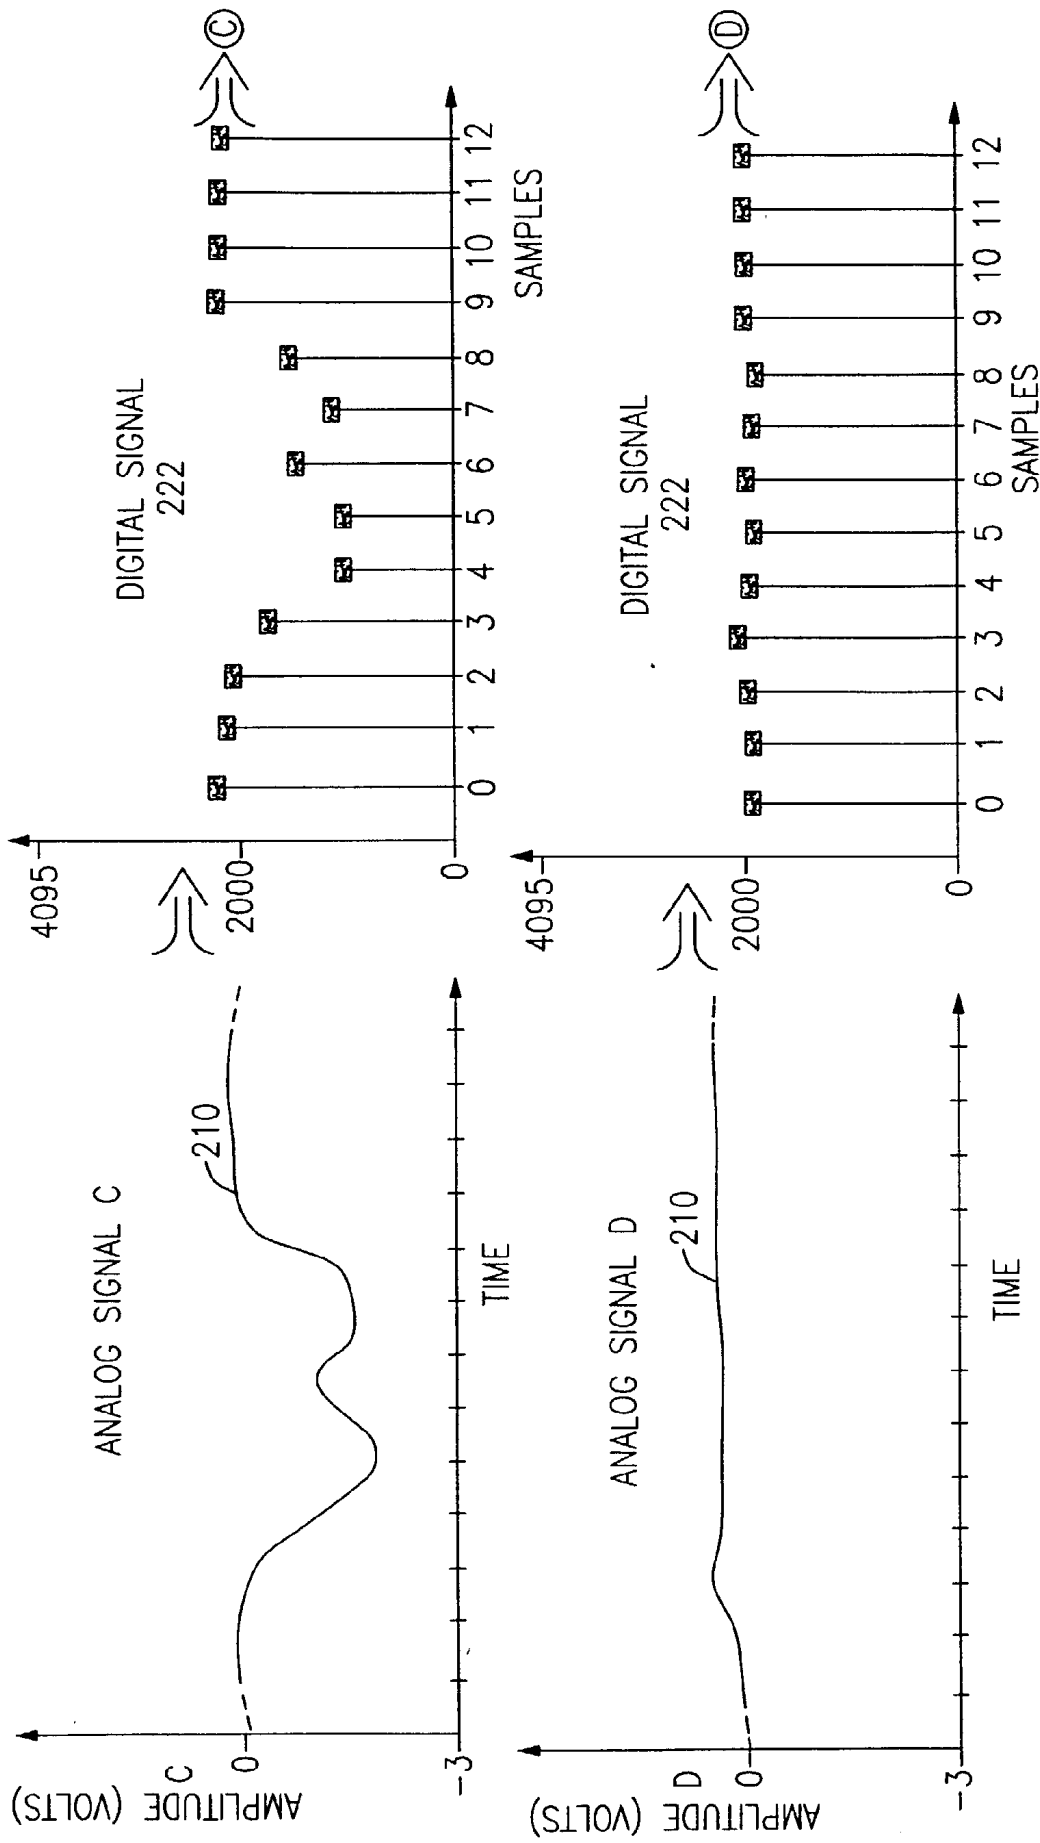 ANALOG SIGNAL C
AMPLITUDE (VOLTS)
C
0
-3
210
TIME
DIGITAL SIGNAL
222
4095
2000
0
0 1 2 3 4 5 6 7 8 9 10 11 12
SAMPLES
C
ANALOG SIGNAL D
AMPLITUDE (VOLTS)
D
0
-3
210
TIME
DIGITAL SIGNAL
222
4095
2000
0
0 1 2 3 4 5 6 7 8 9 10 11 12
SAMPLES
D